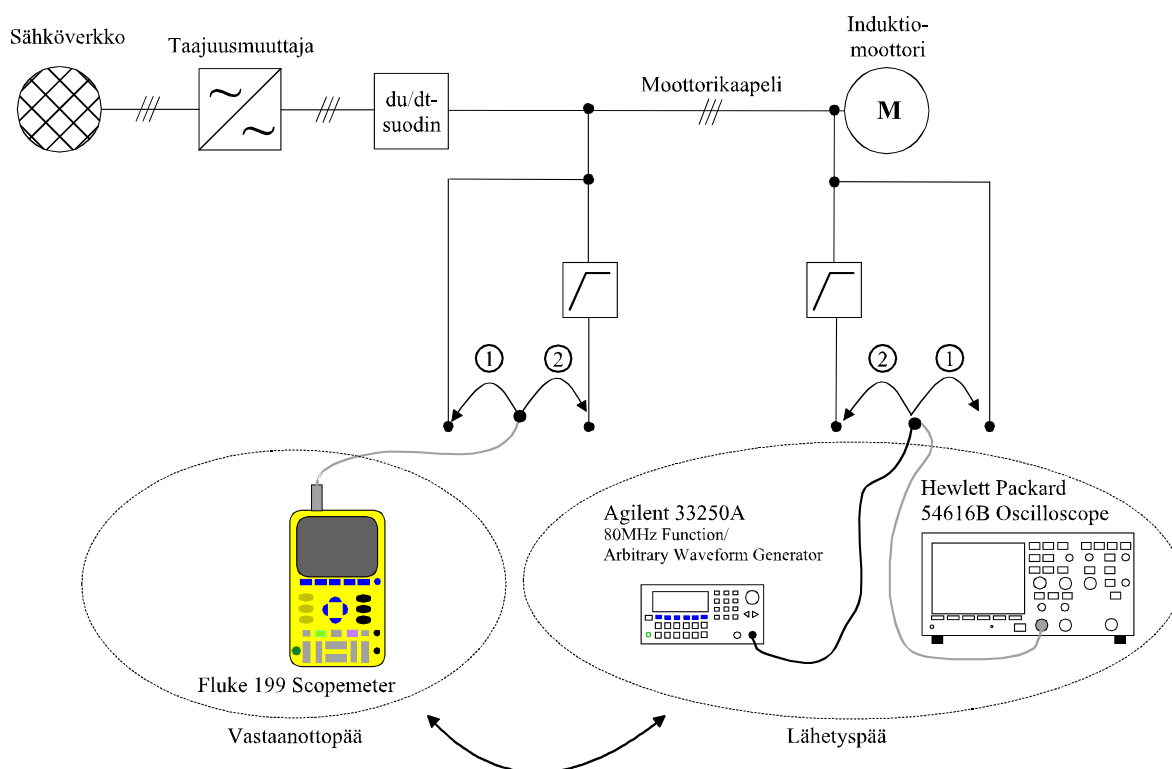 Sähköverkko
Taajuusmuuttaja
du/dt-
suodin
Moottorikaapeli
Induktio-
moottori
M
1
2
2
1
Agilent 33250A
80MHz Function/
Arbitrary Waveform Generator
Hewlett Packard
54616B Oscilloscope
Fluke 199 Scopemeter
Vastaanottopää
Lähetyspää